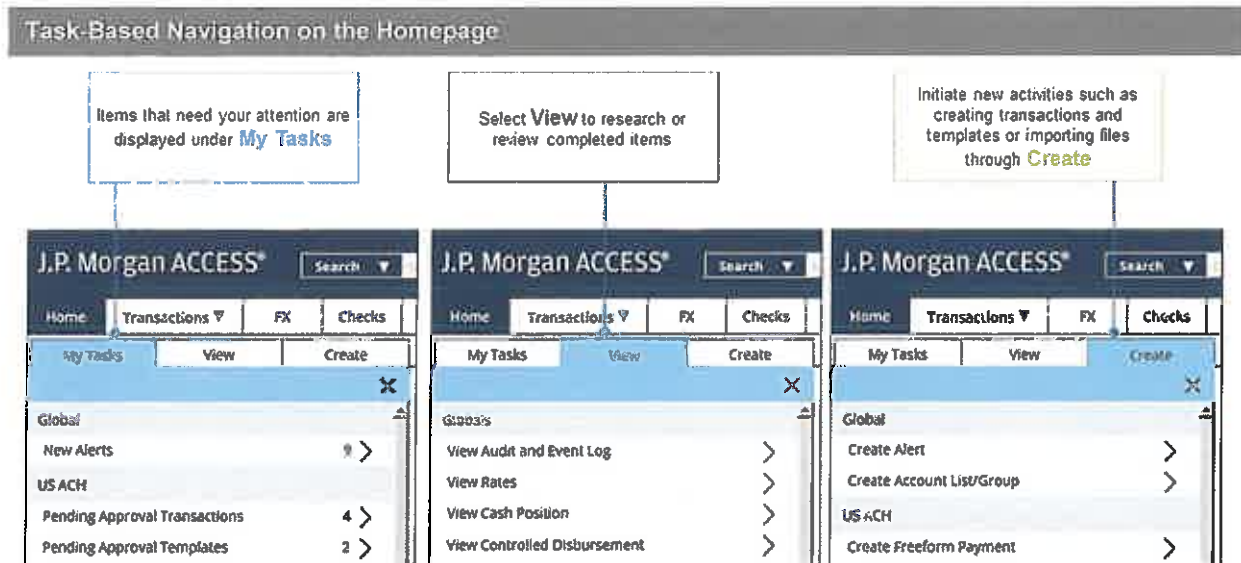 Task-Based Navigation on the Homepage
Items that need your attention are
displayed under My Tasks
Select View to research or
review completed items
Initiate new activities such as
creating transactions and
templates or importing files
through Create
J.P. Morgan ACCESS®
Search ▼
Home
Transactions ▼
FX
Checks
My Tasks
View
Create
Global
New Alerts
9
US ACH
Pending Approval Transactions
4
Pending Approval Templates
2
J.P. Morgan ACCESS®
Search ▼
Home
Transactions ▼
FX
Checks
My Tasks
View
Create
View Audit and Event Log
View Rates
View Cash Position
View Controlled Disbursement
J.P. Morgan ACCESS®
Search ▼
Home
Transactions ▼
FX
Checks
My Tasks
View
Create
Global
Create Alert
Create Account List/Group
US ACH
Create Freeform Payment